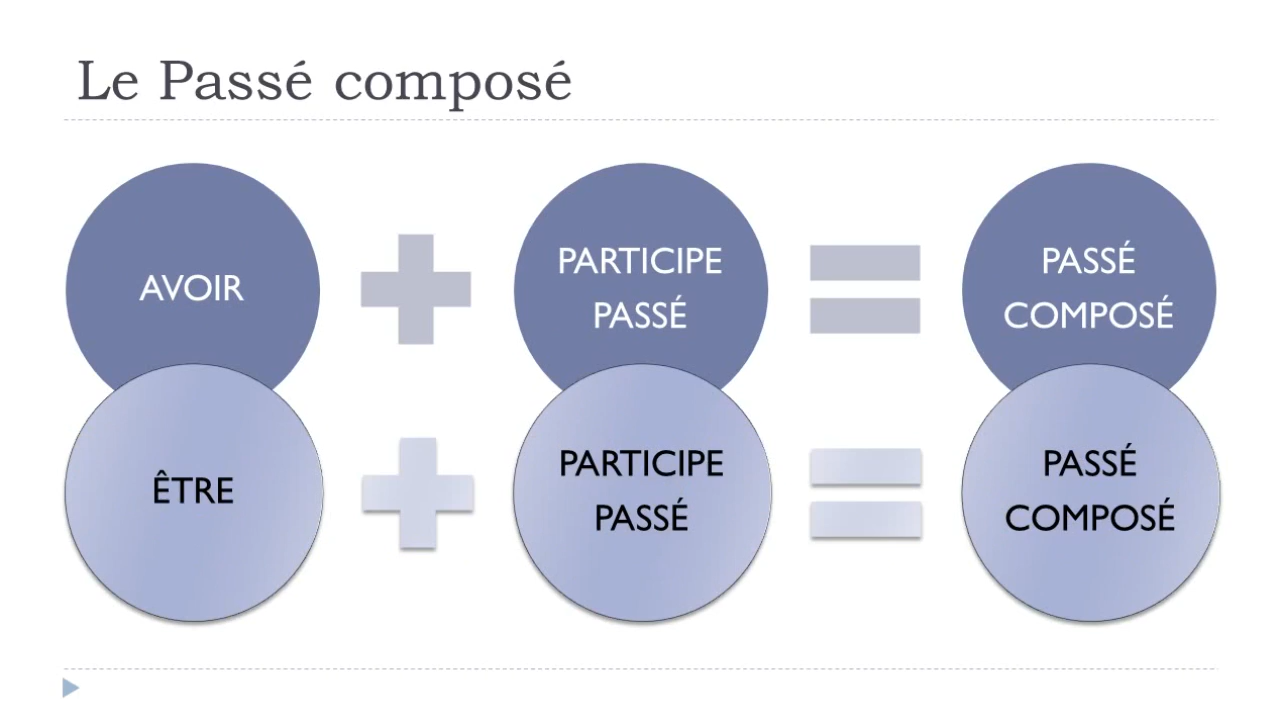 Le Passé composé
AVOIR
PARTICIPE
PASSÉ
PASSÉ
COMPOSÉ
ÊTRE
PARTICIPE
PASSÉ
PASSÉ
COMPOSÉ